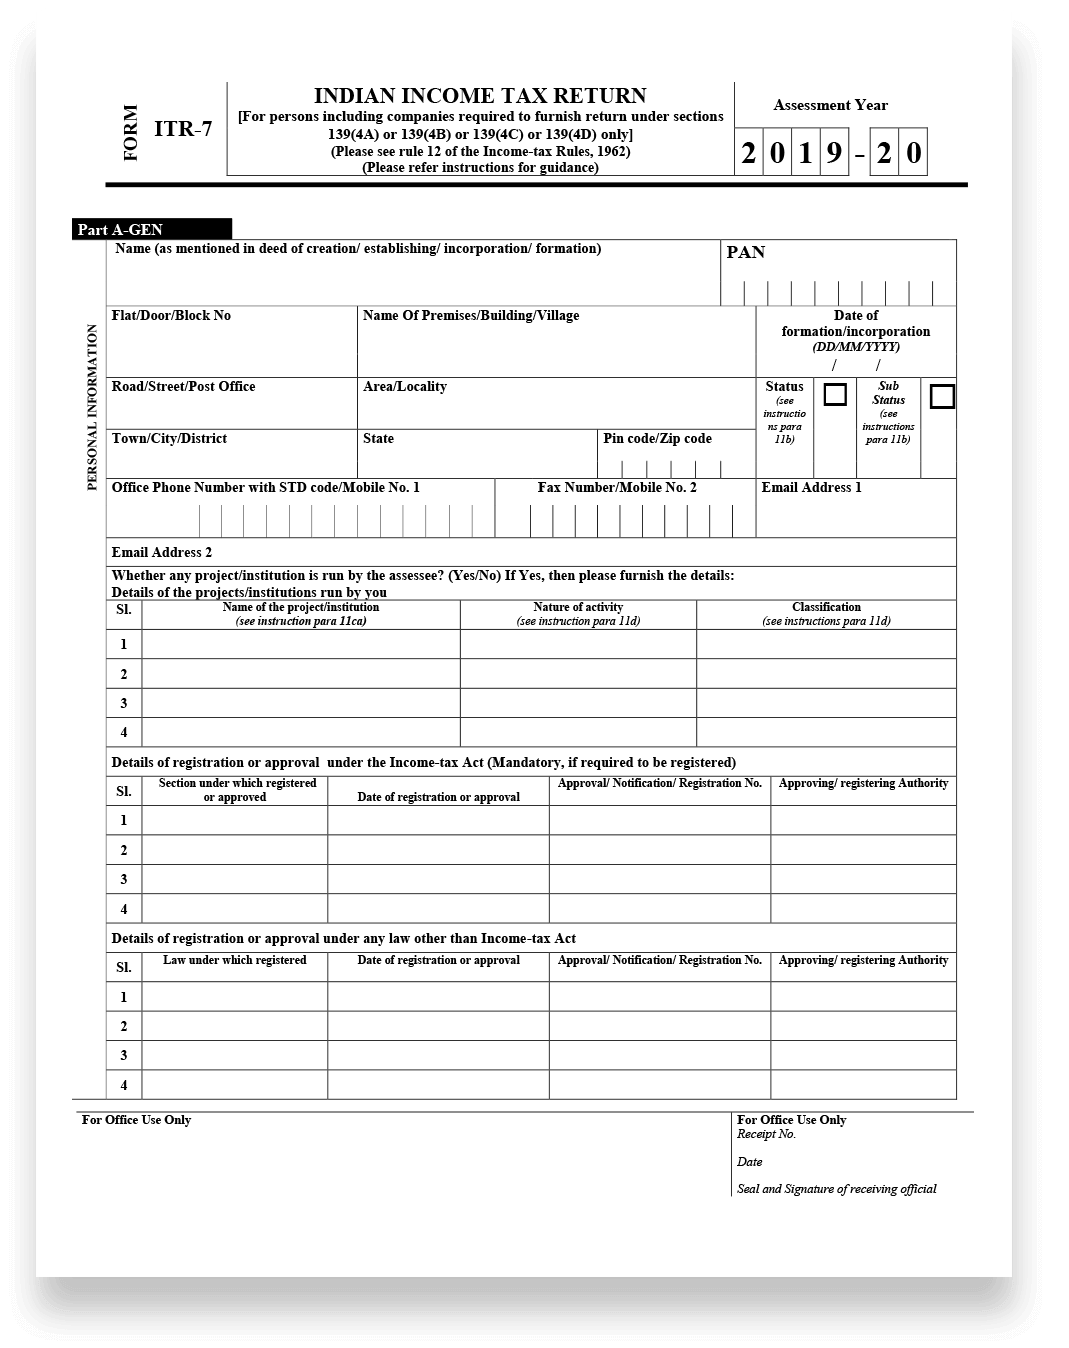 FORM
ITR-7
INDIAN INCOME TAX RETURN
[For persons including companies required to furnish return under sections
139(4A) or 139(4B) or 139(4C) or 139(4D) only]
(Please see rule 12 of the Income-tax Rules, 1962)
(Please refer instructions for guidance)
Assessment Year
2 0 1 9 - 2 0
Part A-GEN
PERSONAL INFORMATION
Name (as mentioned in deed of creation/ establishing/ incorporation/ formation)
PAN
Flat/Door/Block No
Name Of Premises/Building/Village
Date of
formation/incorporation
(DD/MM/YYYY)
/ /
Road/Street/Post Office
Area/Locality
Status
(see
instructio
ns para
11b)
Sub
Status
(see
instructions
para 11b)
Town/City/District
State
Pin code/Zip code
Office Phone Number with STD code/Mobile No. 1
Fax Number/Mobile No. 2
Email Address 1
Email Address 2
Whether any project/institution is run by the assessee? (Yes/No) If Yes, then please furnish the details:
Details of the projects/institutions run by you
Sl.
Name of the project/institution
(see instruction para 11ca)
Nature of activity
(see instruction para 11d)
Classification
(see instructions para 11d)
1
2
3
4
Details of registration or approval under the Income-tax Act (Mandatory, if required to be registered)
Sl.
Section under which registered
or approved
Date of registration or approval
Approval/ Notification/ Registration No.
Approving/ registering Authority
1
2
3
4
Details of registration or approval under any law other than Income-tax Act
Sl.
Law under which registered
Date of registration or approval
Approval/ Notification/ Registration No.
Approving/ registering Authority
1
2
3
4
For Office Use Only
For Office Use Only
Receipt No.
Date
Seal and Signature of receiving official